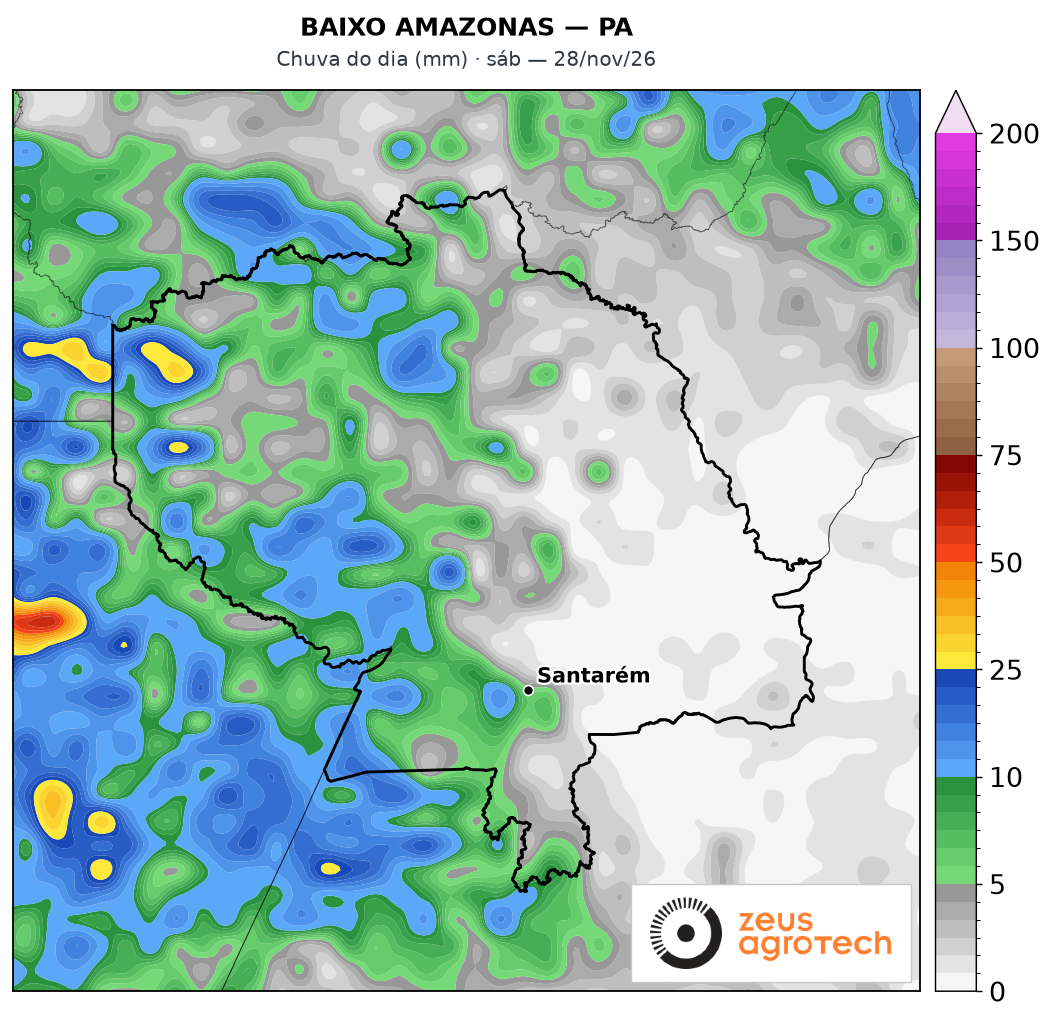 BAIXO AMAZONAS — PA
Chuva do dia (mm) · sáb — 28/nov/26
200
150
100
75
50
25
10
5
0
Santarém
zeus
agrotech